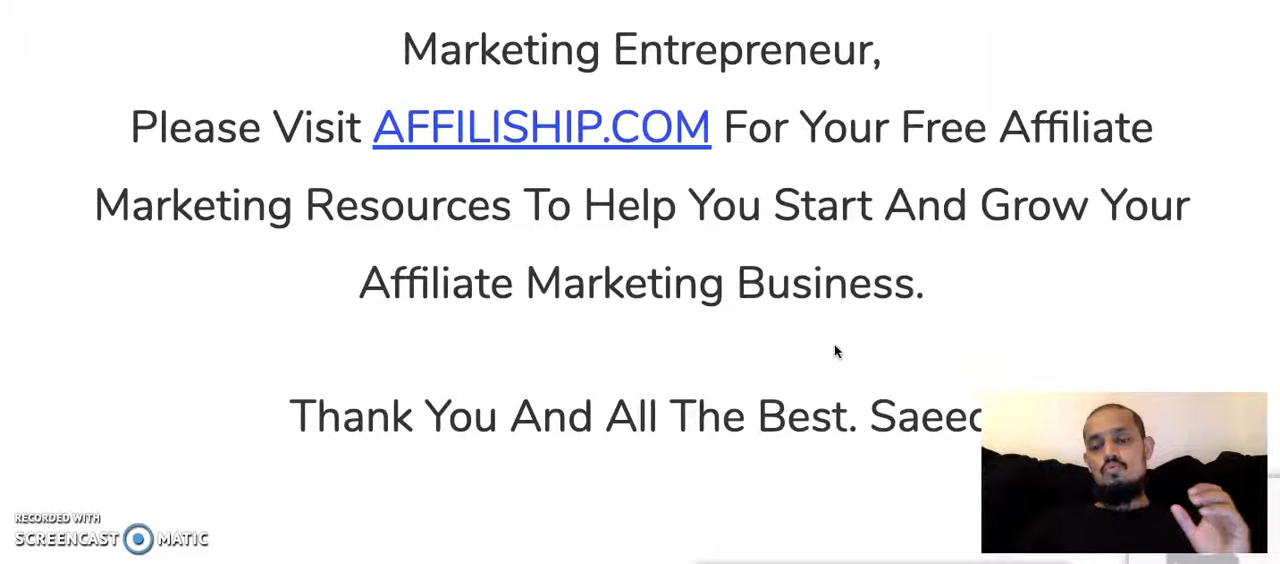 Marketing Entrepreneur,
Please Visit AFFILISHIP.COM For Your Free Affiliate
Marketing Resources To Help You Start And Grow Your
Affiliate Marketing Business.
Thank You And All The Best. Saeed
RECORDED WITH
SCREENCAST MATIC